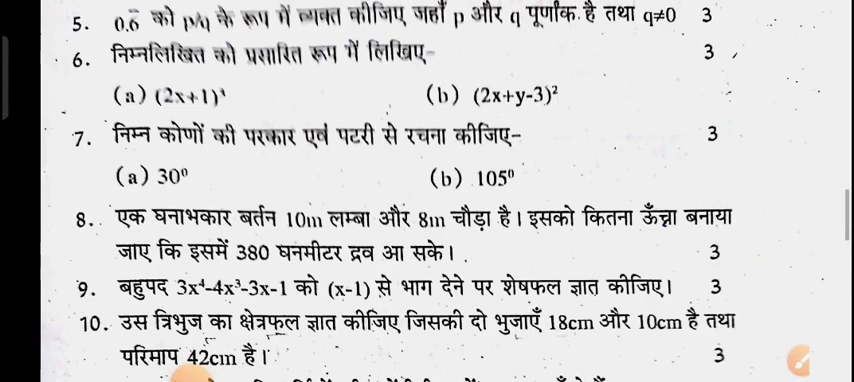 5. 0.6̅ को p/q के रूप में व्यक्त कीजिए जहाँ p और q पूर्णांक है तथा q≠0 3
6. निम्नलिखित को प्रसारित रूप में लिखिए- 3
(a) (2x+1)³ (b) (2x+y-3)²
7. निम्न कोणों की परकार एवं पटरी से रचना कीजिए- 3
(a) 30⁰ (b) 105⁰
8. एक घनाभकार बर्तन 10m लम्बा और 8m चौड़ा है। इसको कितना ऊँचा बनाया
जाए कि इसमें 380 घनमीटर द्रव आ सके। 3
9. बहुपद 3x⁴-4x³-3x-1 को (x-1) से भाग देने पर शेषफल ज्ञात कीजिए। 3
10. उस त्रिभुज का क्षेत्रफल ज्ञात कीजिए जिसकी दो भुजाएँ 18cm और 10cm है तथा
परिमाप 42cm है। 3